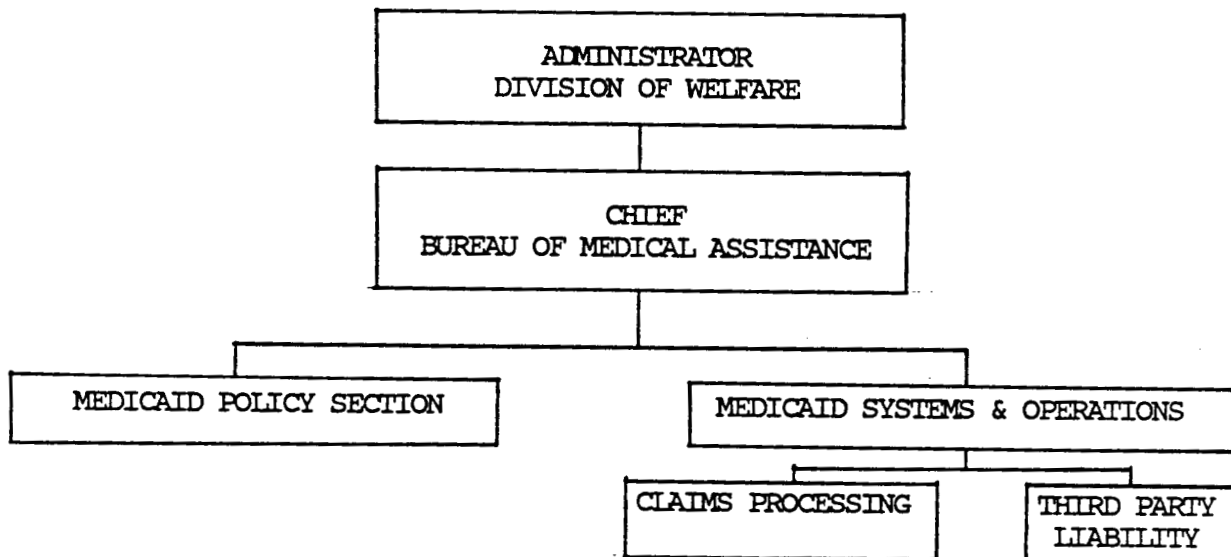 ADMINISTRATOR
DIVISION OF WELFARE
CHIEF
BUREAU OF MEDICAL ASSISTANCE
MEDICAID POLICY SECTION
MEDICAID SYSTEMS & OPERATIONS
CLAIMS PROCESSING
THIRD PARTY
LIABILITY